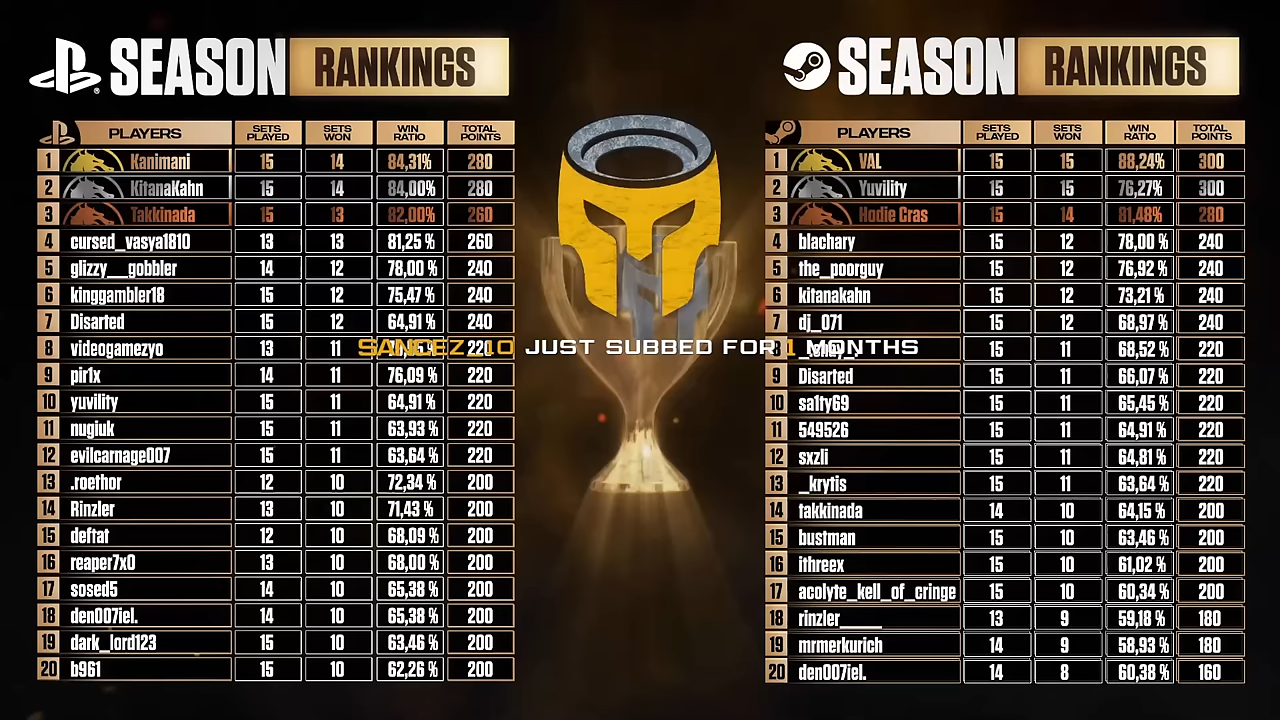 SEASON RANKINGS
PLAYERS SETS PLAYED SETS WON WIN RATIO TOTAL POINTS
1 Kanimani 15 14 84,31% 280
2 KitanaKahn 15 14 84,00% 280
3 Takkinada 15 13 82,00% 260
4 cursed_vasya1810 13 13 81,25 % 260
5 glizzy__gobbler 14 12 78,00 % 240
6 kinggambler18 15 12 75,47 % 240
7 Disarted 15 12 64,91 % 240
8 videogamezyo 13 11 220
9 pir1x 14 11 76,09 % 220
10 yuvility 15 11 64,91 % 220
11 nugiuk 15 11 63,93 % 220
12 evilcarnage007 15 11 63,64 % 220
13 .roethor 12 10 72,34 % 200
14 Rinzler 13 10 71,43 % 200
15 deftat 12 10 68,09 % 200
16 reaper7x0 13 10 68,00 % 200
17 sosed5 14 10 65,38 % 200
18 den007iel. 14 10 65,38 % 200
19 dark_lord123 15 10 63,46 % 200
20 b961 15 10 62,26 % 200
SANCEZ_10 JUST SUBBED FOR 1 MONTHS
SEASON RANKINGS
PLAYERS SETS PLAYED SETS WON WIN RATIO TOTAL POINTS
1 VAL 15 15 88,24% 300
2 Yuvility 15 15 76,27% 300
3 Hodie Cras 15 14 81,48% 280
4 blachary 15 12 78,00 % 240
5 the_poorguy 15 12 76,92 % 240
6 kitanakahn 15 12 73,21 % 240
7 dj_071 15 12 68,97 % 240
8 15 11 68,52 % 220
9 Disarted 15 11 66,07 % 220
10 sa1ty69 15 11 65,45 % 220
11 549526 15 11 64,91 % 220
12 sxzli 15 11 64,81 % 220
13 _krytis 15 11 63,64 % 220
14 takkinada 14 10 64,15 % 200
15 bustman 15 10 63,46 % 200
16 ithreex 15 10 61,02 % 200
17 acolyte_kell_of_cringe 15 10 60,34 % 200
18 rinzler_____ 13 9 59,18 % 180
19 mrmerkurich 14 9 58,93 % 180
20 den007iel. 14 8 60,38 % 160